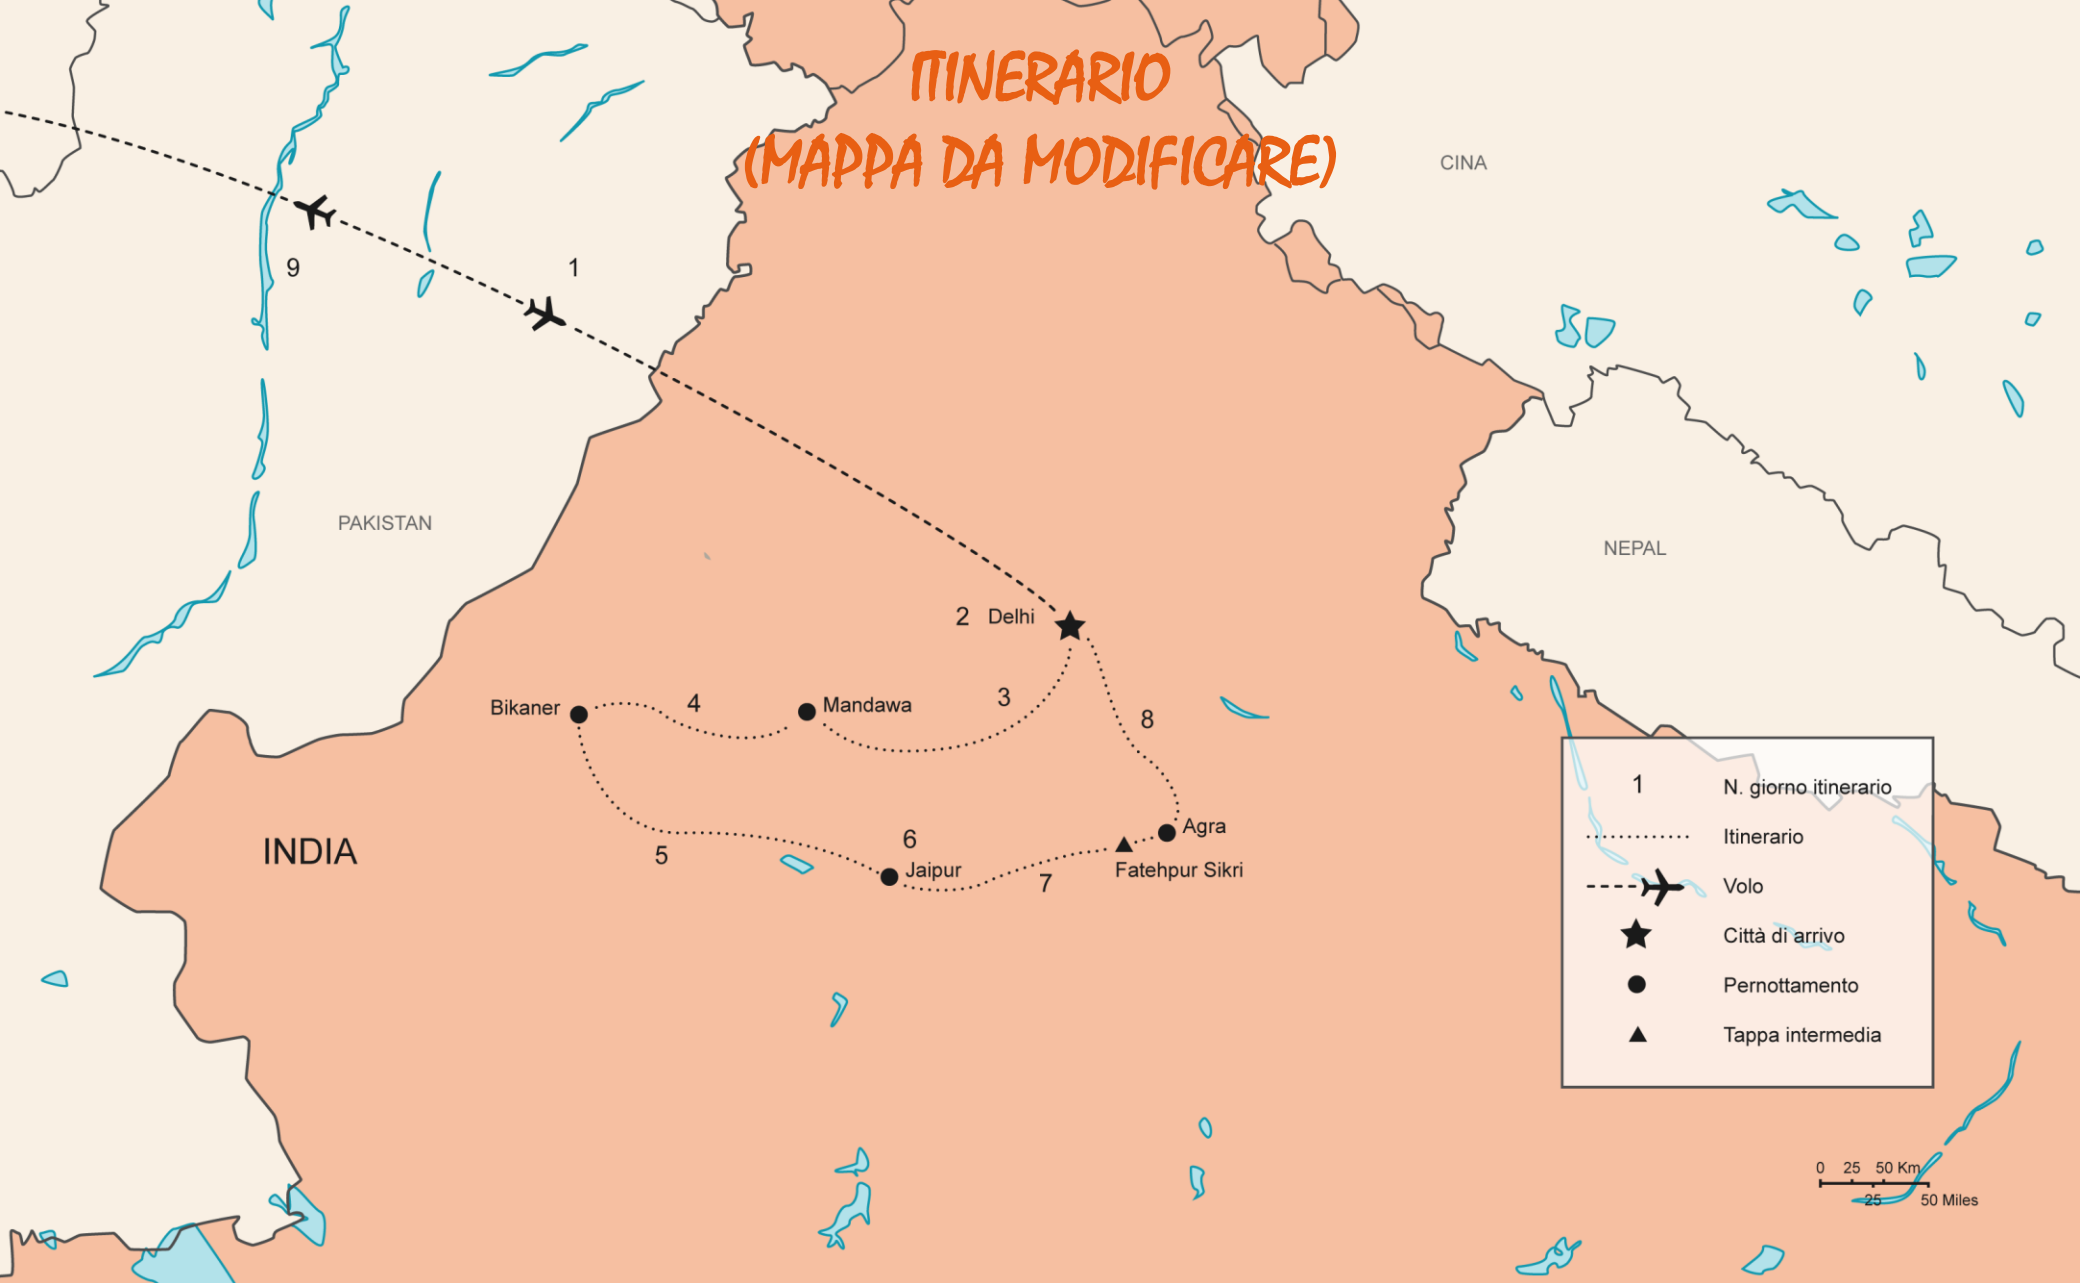 ITINERARIO
(MAPPA DA MODIFICARE)
CINA
9
1
PAKISTAN
NEPAL
2 Delhi
Bikaner
4
Mandawa
3
8
INDIA
5
6
Jaipur
7
Agra
Fatehpur Sikri
1 N. giorno itinerario
Itinerario
Volo
Città di arrivo
Pernottamento
Tappa intermedia
0 25 50 Km
25 50 Miles